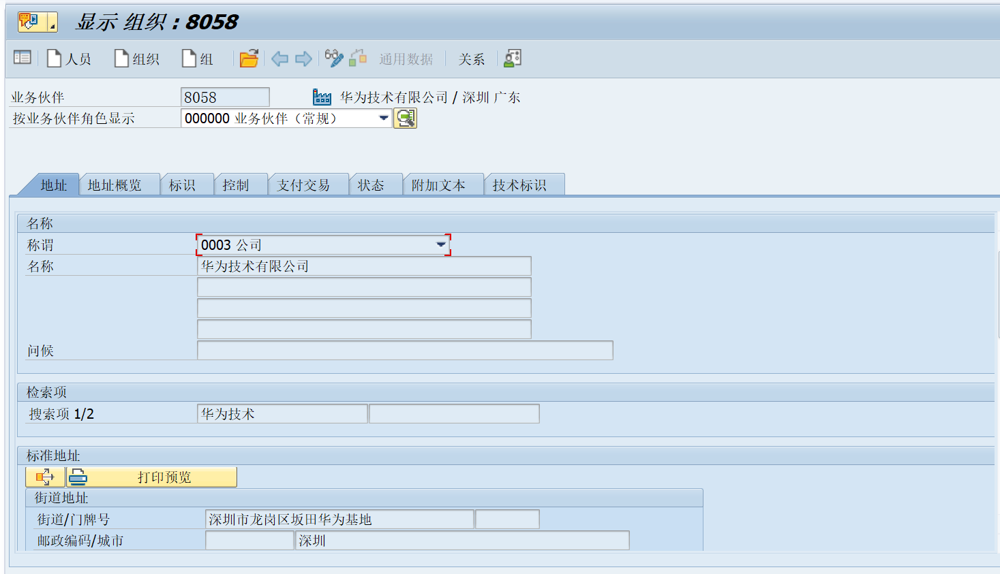 显示 组织：8058
人员 组织 组 通用数据 关系
业务伙伴 8058 华为技术有限公司 / 深圳 广东
按业务伙伴角色显示 000000 业务伙伴（常规）
地址 地址概览 标识 控制 支付交易 状态 附加文本 技术标识
名称
称谓 0003 公司
名称 华为技术有限公司
问候
检索项
搜索项 1/2 华为技术
标准地址
打印预览
街道地址
街道/门牌号 深圳市龙岗区坂田华为基地
邮政编码/城市 深圳